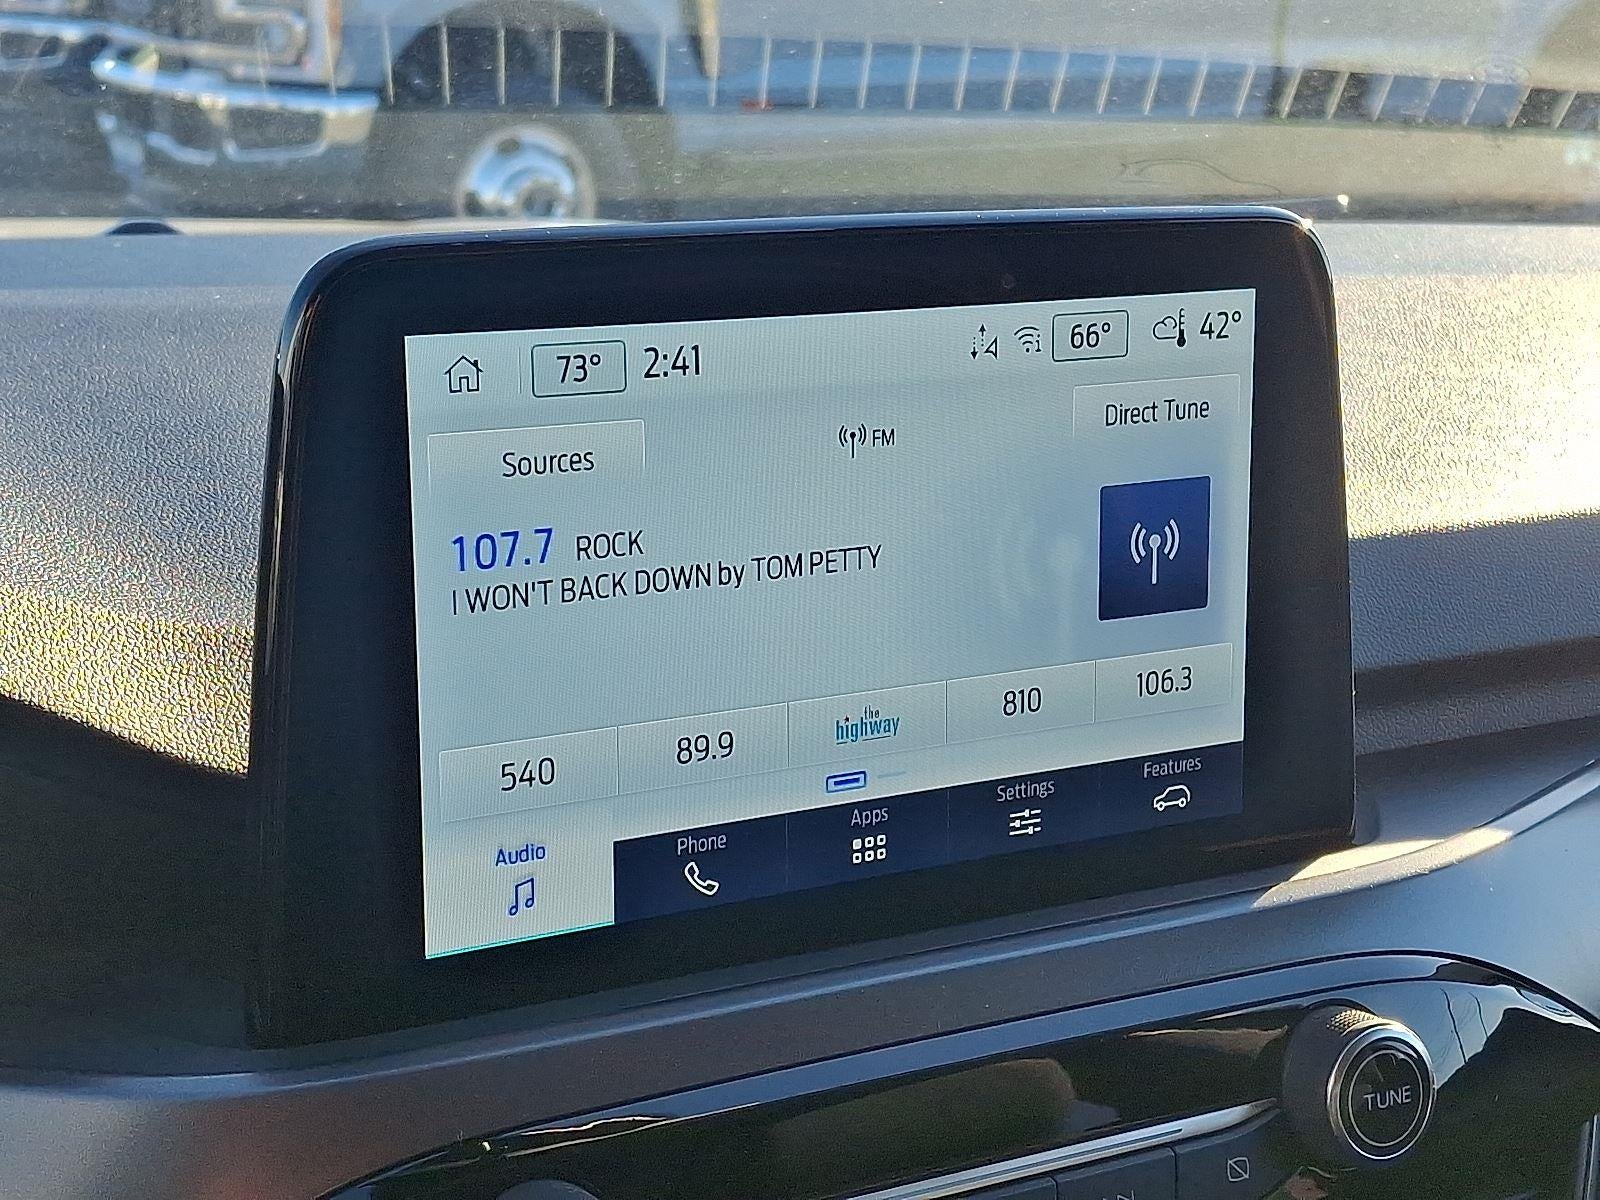 73° 2:41 66° 42°
Sources FM Direct Tune
107.7 ROCK
I WON'T BACK DOWN by TOM PETTY
540 89.9 the highway 810 106.3
Audio Phone Apps Settings Features
TUNE